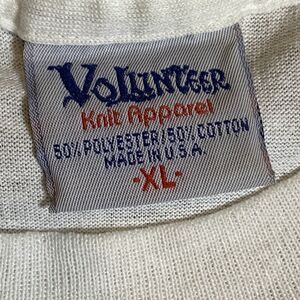 VOLUNTEER
Knit Apparel
50% POLYESTER/50% COTTON
MADE IN U.S.A.
-XL-